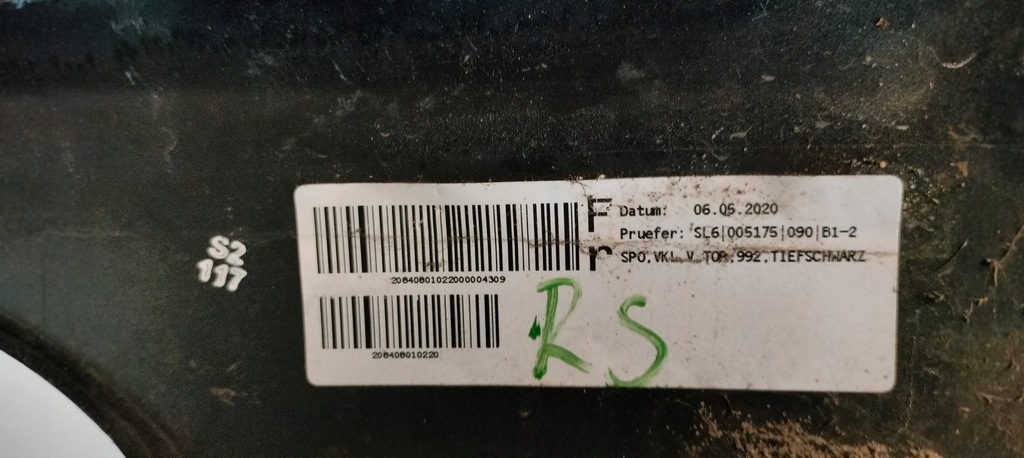 S2
117
F
Datum: 06.05.2020
Pruefer: SL6|005175|090|B1-2
SPO,VKL.V.TOP.992.TIEFSCHWARZ
20840801022000004309
208408010220
RS